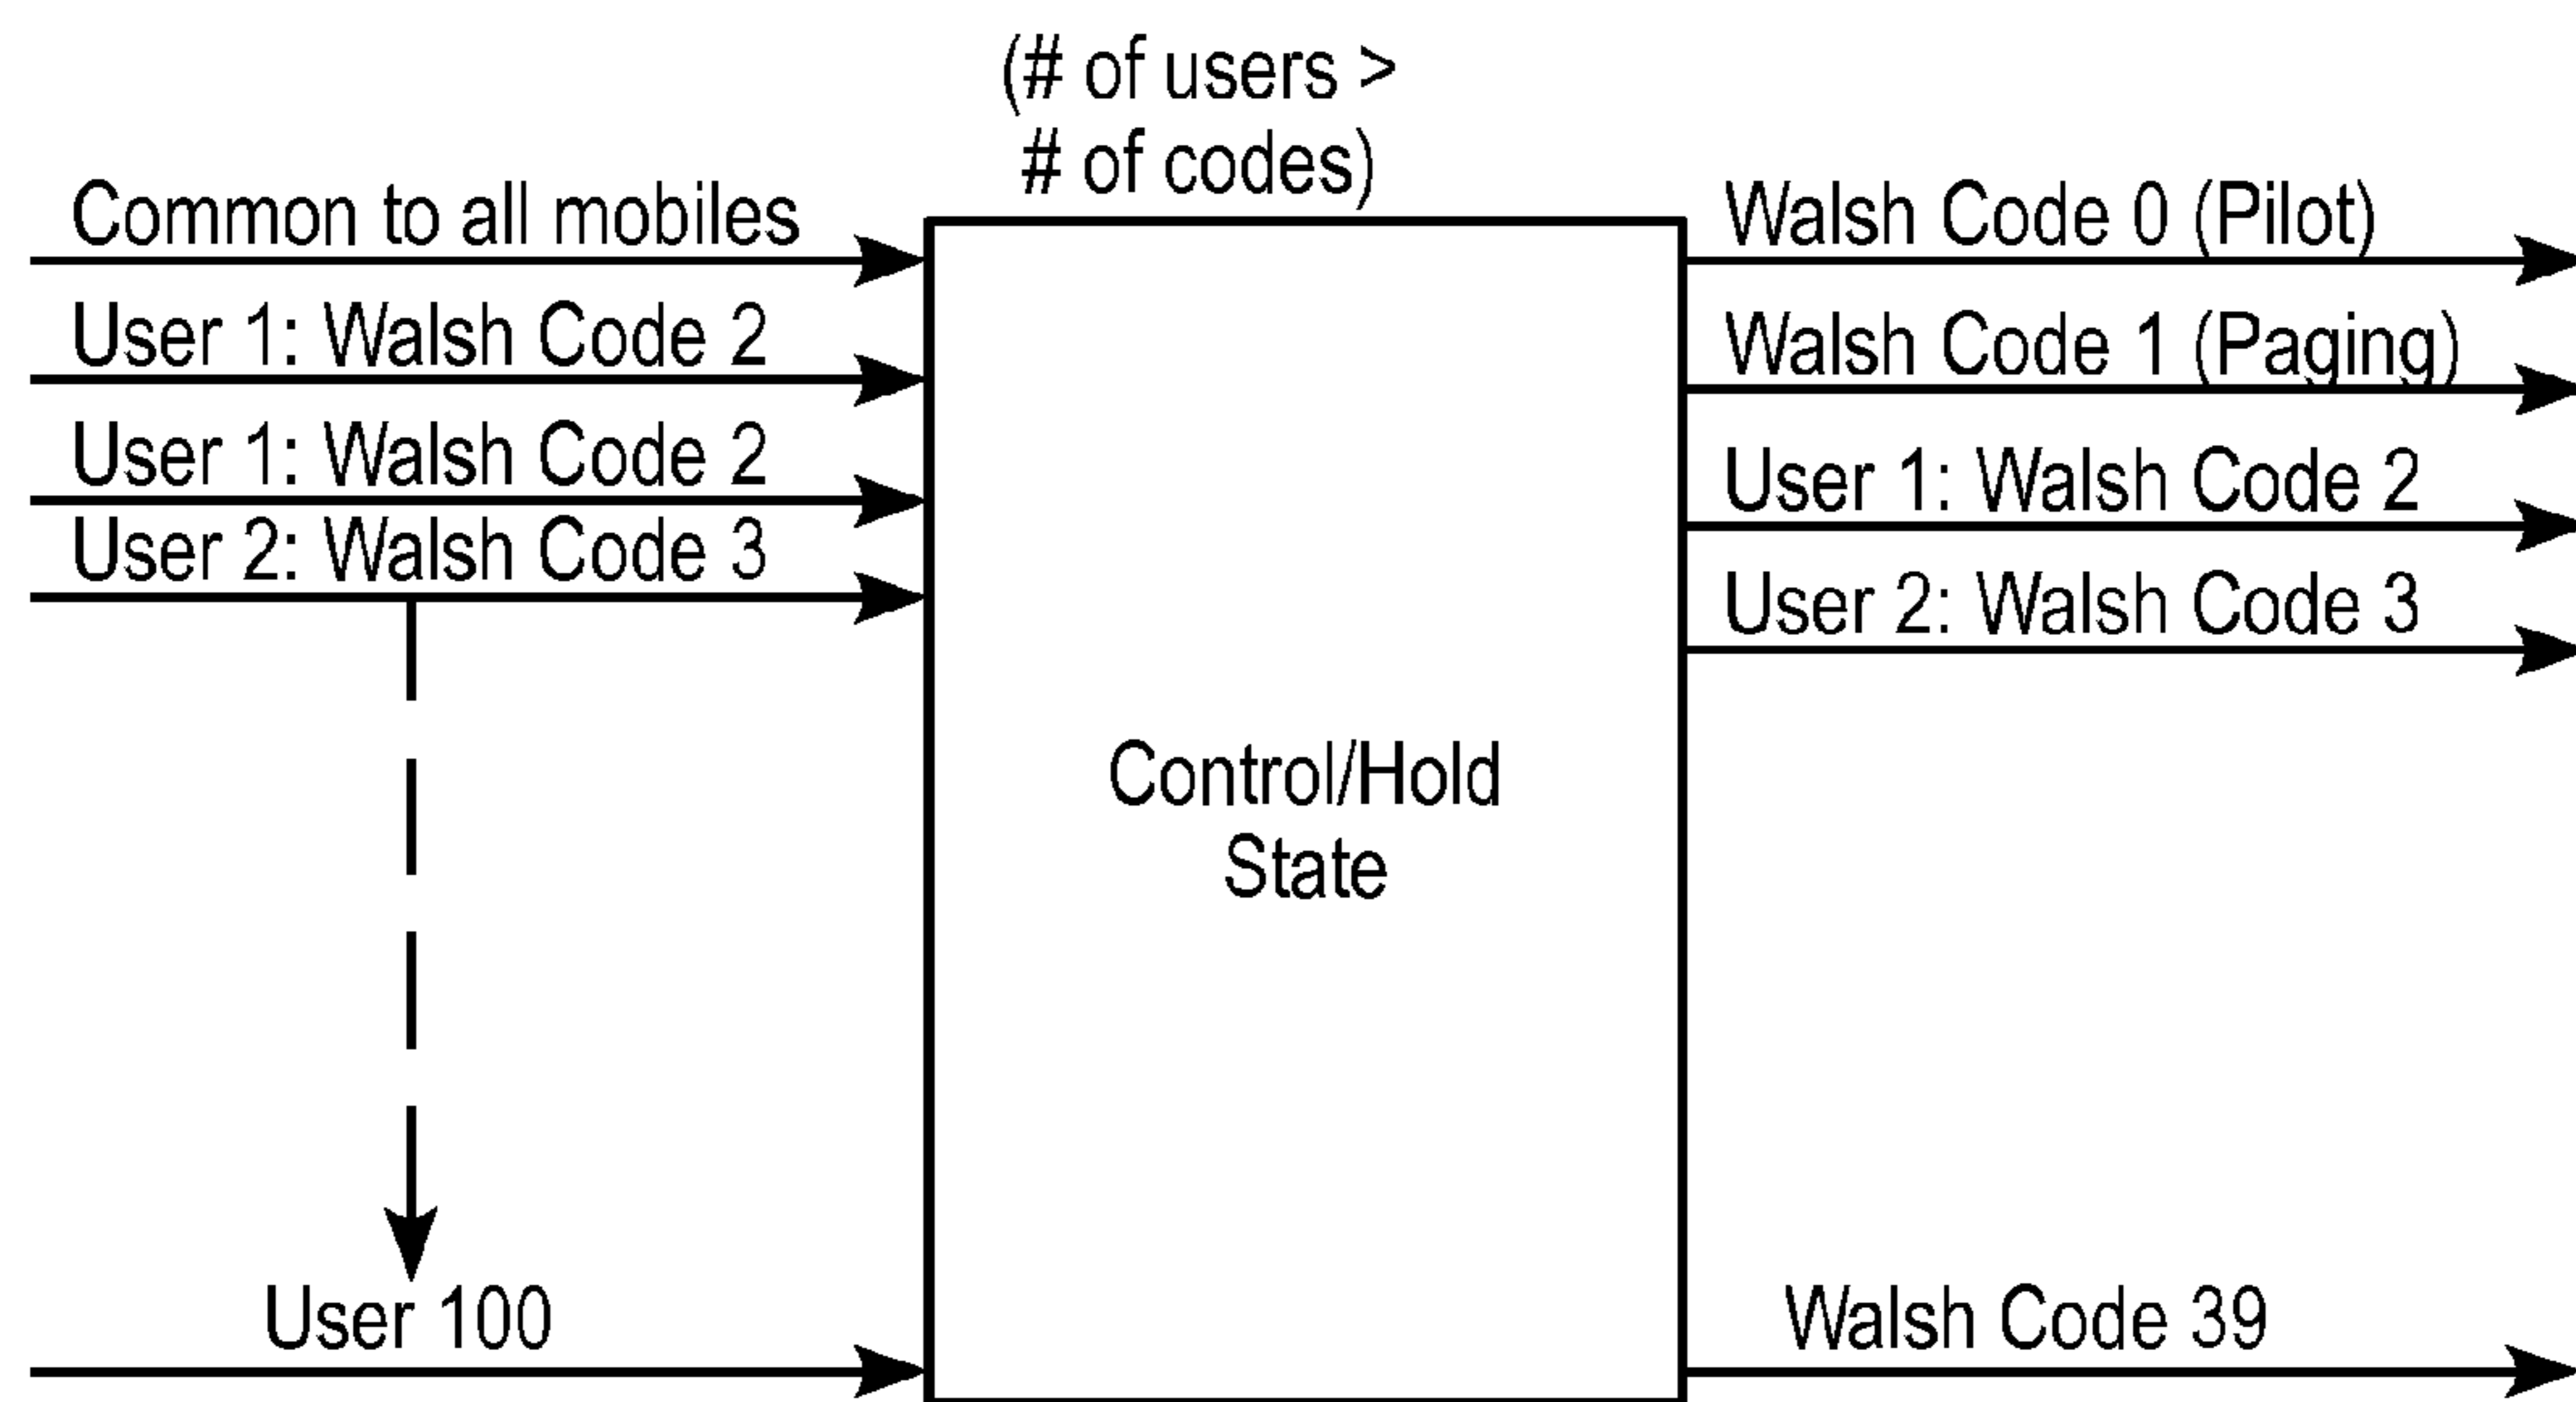 (# of users >
# of codes)
Common to all mobiles
User 1: Walsh Code 2
User 1: Walsh Code 2
User 2: Walsh Code 3
User 100
Control/Hold
State
Walsh Code 0 (Pilot)
Walsh Code 1 (Paging)
User 1: Walsh Code 2
User 2: Walsh Code 3
Walsh Code 39